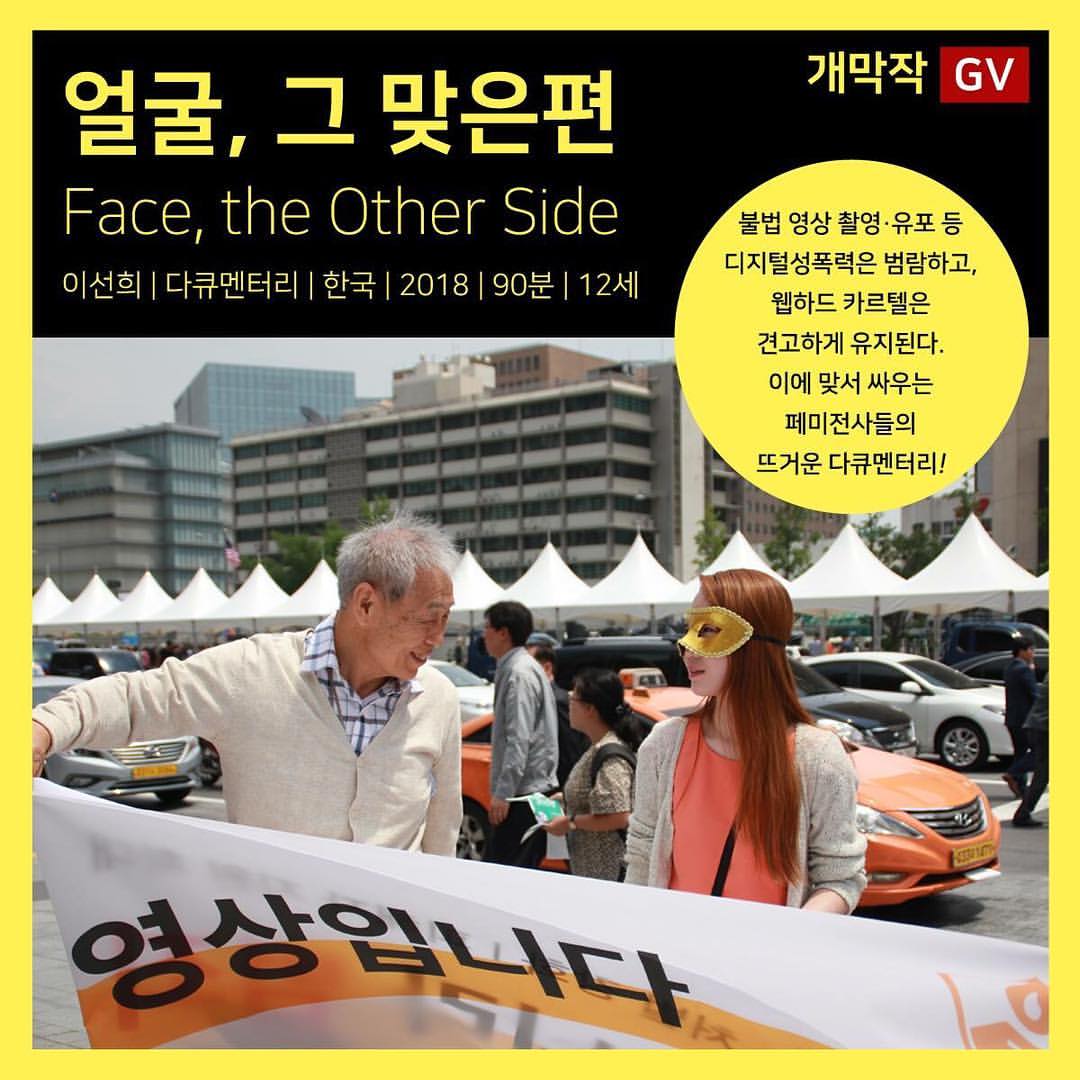 얼굴, 그 맞은편
Face, the Other Side
이선희 | 다큐멘터리 | 한국 | 2018 | 90분 | 12세
개막작 GV
불법 영상 촬영·유포 등
디지털성폭력은 범람하고,
웹하드 카르텔은
견고하게 유지된다.
이에 맞서 싸우는
페미전사들의
뜨거운 다큐멘터리!
영상입니다